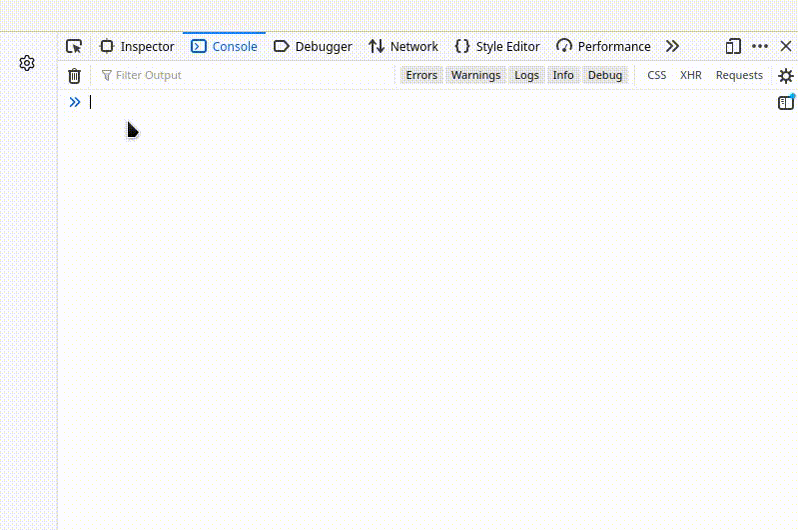 Inspector Console Debugger Network Style Editor Performance
Filter Output Errors Warnings Logs Info Debug CSS XHR Requests